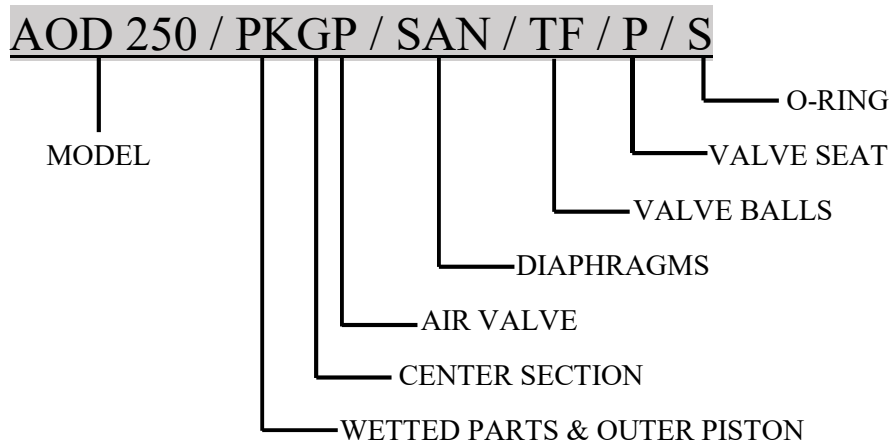 AOD 250 / PKGP / SAN / TF / P / S
O-RING
MODEL
VALVE SEAT
VALVE BALLS
DIAPHRAGMS
AIR VALVE
CENTER SECTION
WETTED PARTS & OUTER PISTON